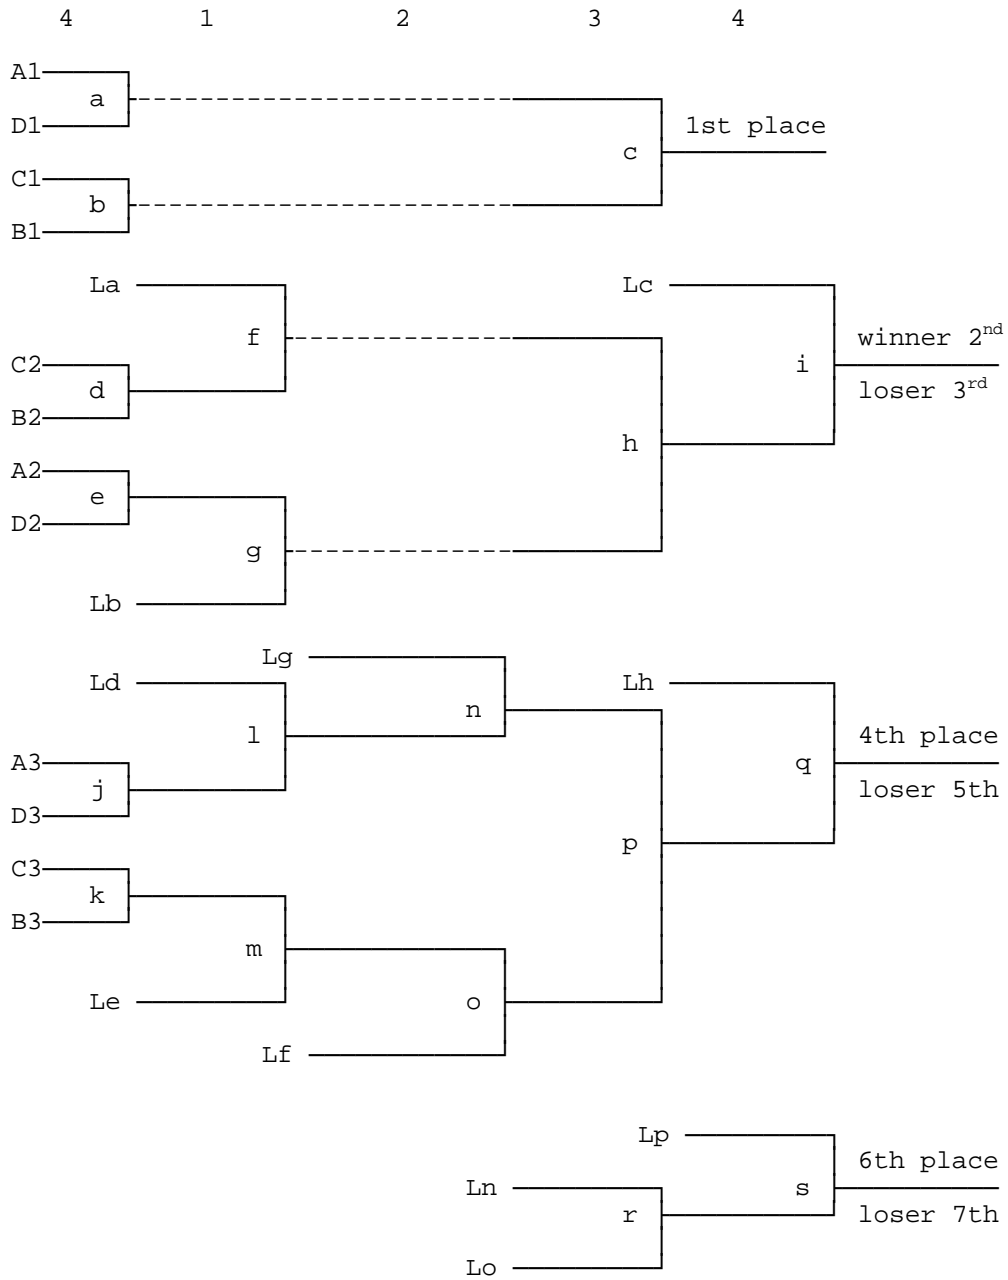 4 1 2 3 4
A1
a
D1 1st place
c
C1
b
B1
La Lc
f winner 2nd
C2 i
d loser 3rd
B2
h
A2
e
D2
g
Lb
Lg
Ld Lh
n
l 4th place
A3 q
j loser 5th
D3
p
C3
k
B3
m
Le o
Lf
Lp
6th place
Ln s
r loser 7th
Lo